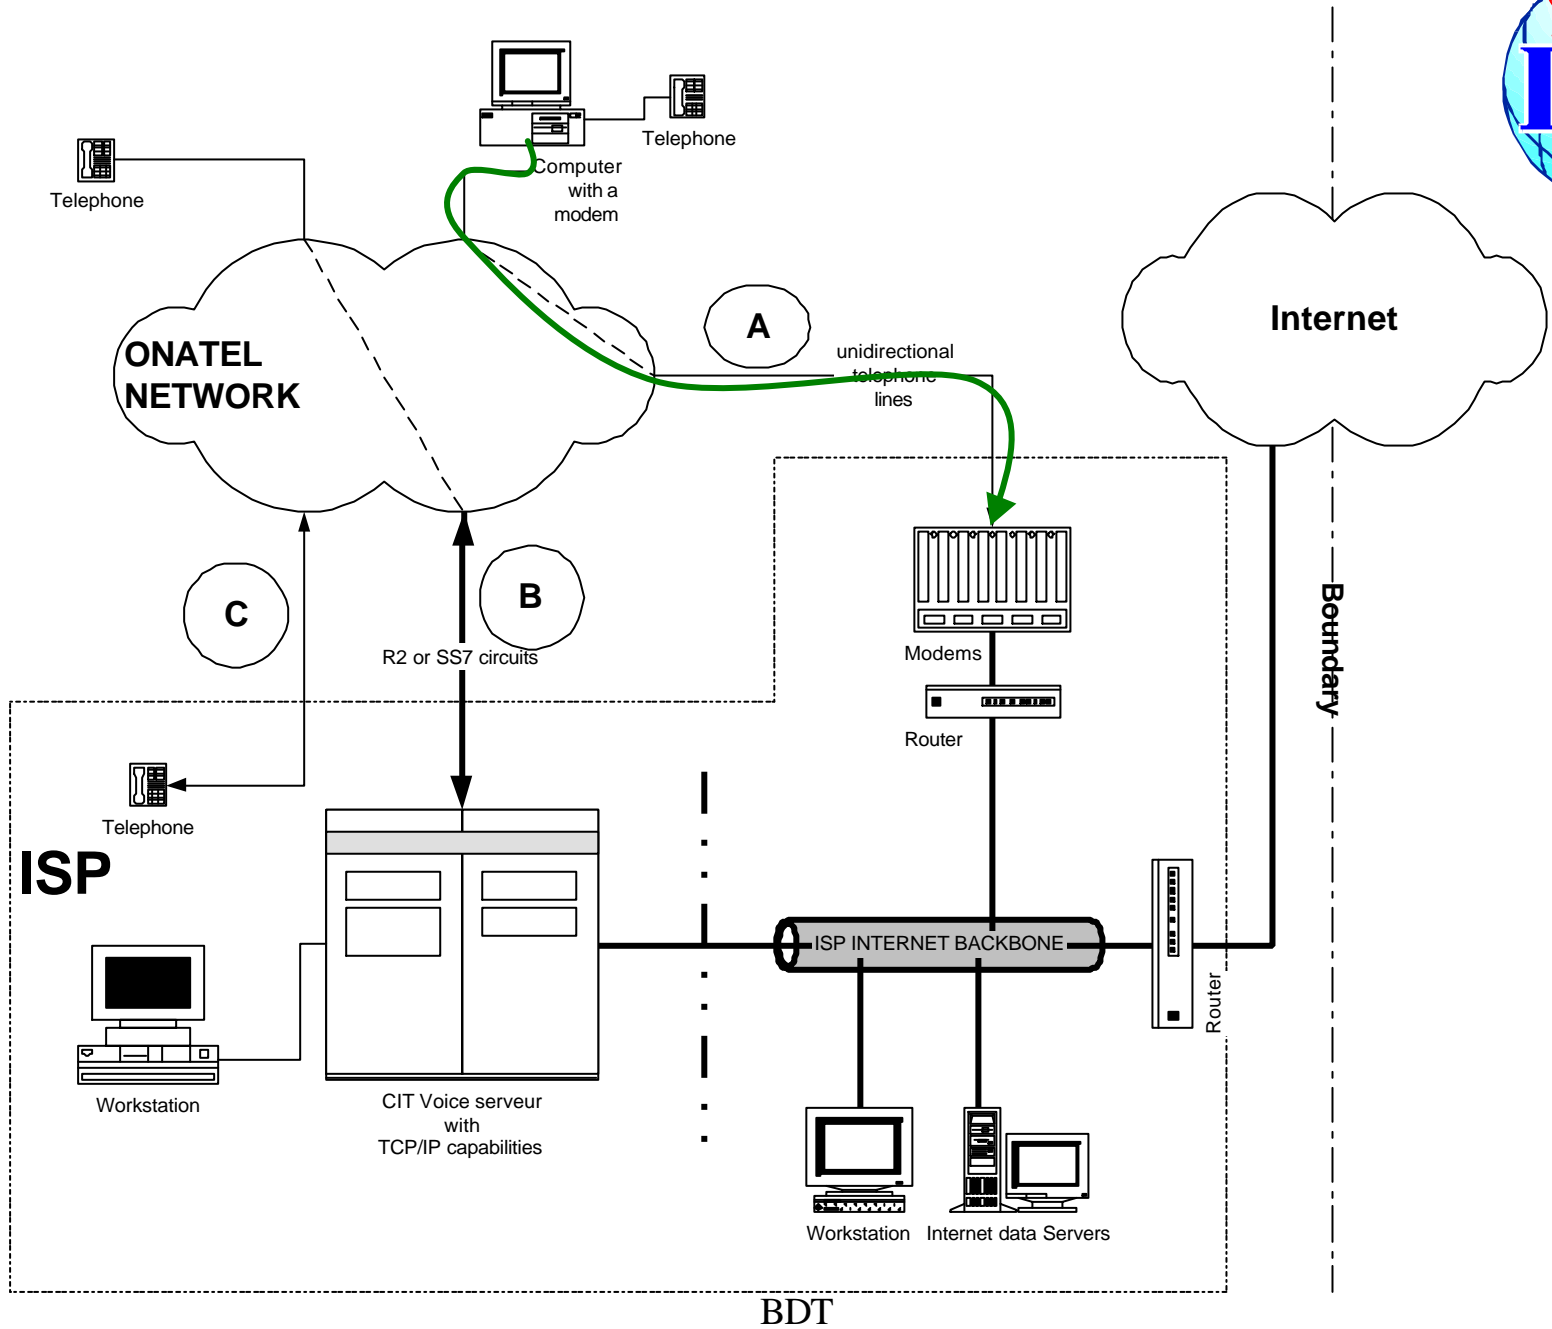 Telephone
Computer
with a
modem
Telephone
ONATEL
NETWORK
A
unidirectional
telephone
lines
Internet
C
B
R2 or SS7 circuits
Modems
Router
Boundary
Telephone
ISP
ISP INTERNET BACKBONE
Router
Workstation
CIT Voice serveur
with
TCP/IP capabilities
Workstation
Internet data Servers
BDT